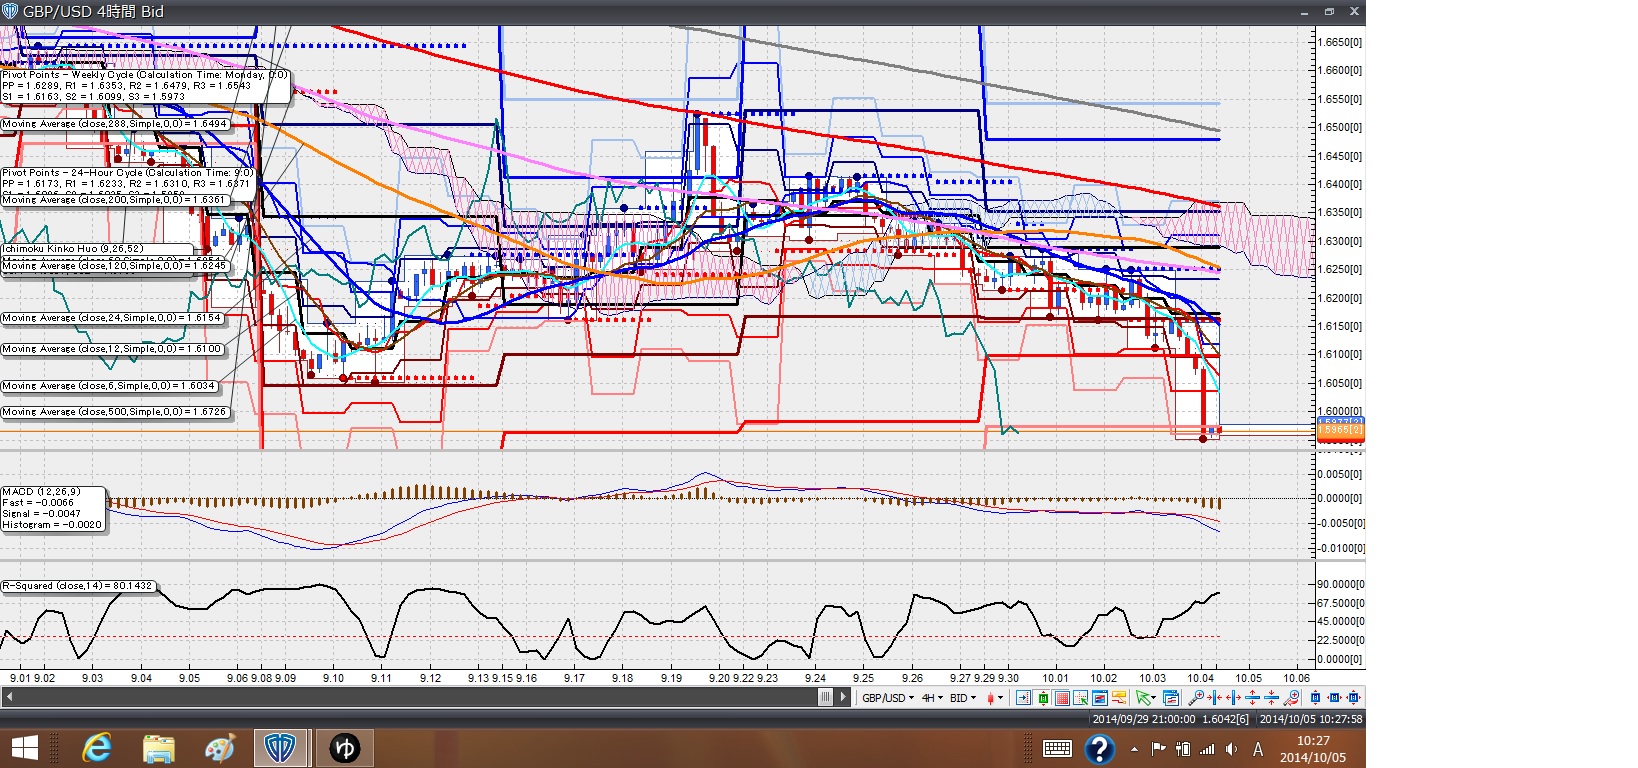 GBP/USD 4時間 Bid
Pivot Points - Weekly Cycle (Calculation Time: Monday, 0:0)
PP = 1.6289, R1 = 1.6353, R2 = 1.6479, R3 = 1.6543
S1 = 1.6163, S2 = 1.6099, S3 = 1.5973
Moving Average (close,288,Simple,0,0) = 1.6494
Pivot Points - 24-Hour Cycle (Calculation Time: 9:0)
PP = 1.6173, R1 = 1.6233, R2 = 1.6310, R3 = 1.6371
Moving Average (close,200,Simple,0,0) = 1.6361
Ichimoku Kinko Huo (9,26,52)
Moving Average (close,120,Simple,0,0) = 1.6245
Moving Average (close,24,Simple,0,0) = 1.6154
Moving Average (close,12,Simple,0,0) = 1.6100
Moving Average (close,6,Simple,0,0) = 1.6034
Moving Average (close,500,Simple,0,0) = 1.6726
1.6650[0]
1.6600[0]
1.6550[0]
1.6500[0]
1.6450[0]
1.6400[0]
1.6350[0]
1.6300[0]
1.6250[0]
1.6200[0]
1.6150[0]
1.6100[0]
1.6050[0]
1.6000[0]
1.5965[2]
MACD (12,26,9)
Fast = -0.0066
Signal = -0.0047
Histogram = -0.0020
0.0050[0]
0.0000[0]
-0.0050[0]
-0.0100[0]
R-Squared (close,14) = 80.1432
90.0000[0]
67.5000[0]
45.0000[0]
22.5000[0]
0.0000[0]
9.01 9.02 9.03 9.04 9.05 9.06 9.08 9.09 9.10 9.11 9.12 9.13 9.15 9.16 9.17 9.18 9.19 9.20 9.22 9.23 9.24 9.25 9.26 9.27 9.29 9.30 10.01 10.02 10.03 10.04 10.05 10.06
GBP/USD 4H BID
2014/09/29 21:00:00 1.6042[6] 2014/10/05 10:27:58
ゆ
A
10:27
2014/10/05